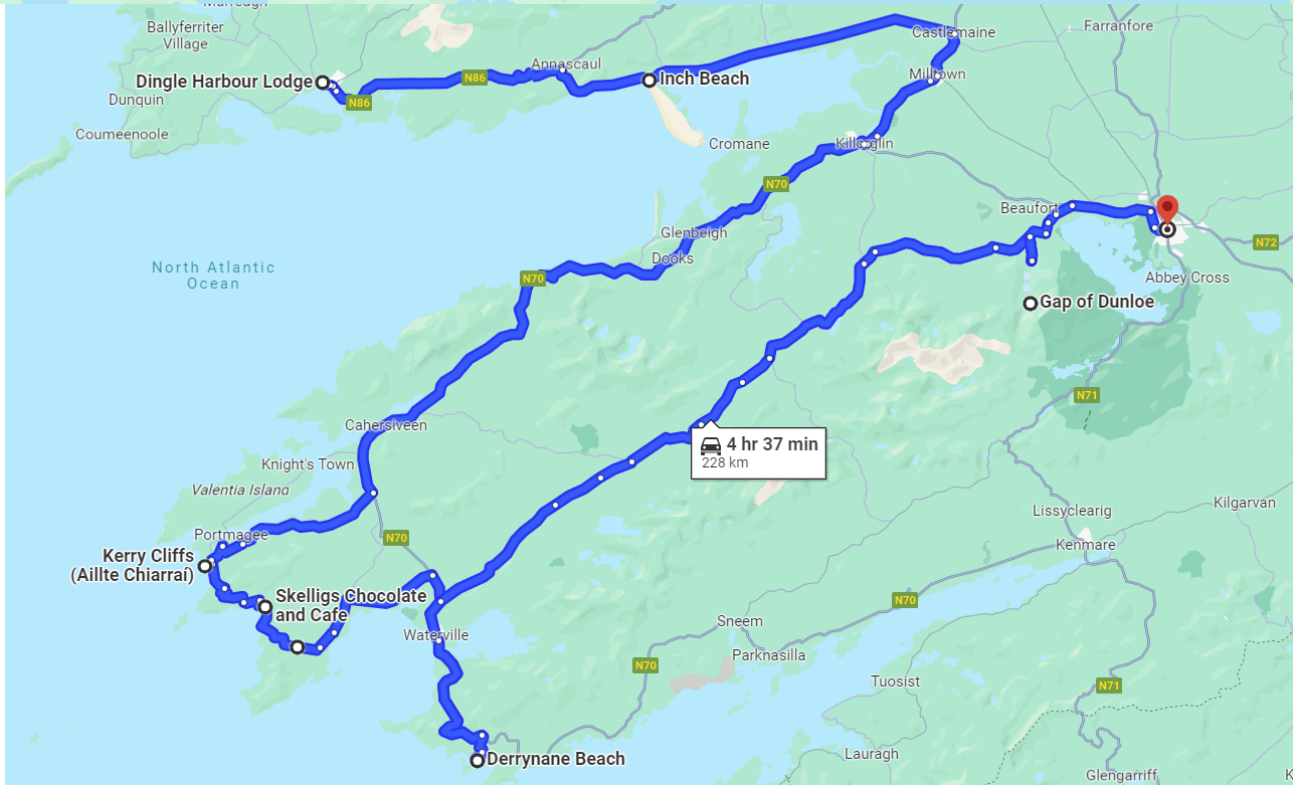 Ballyferriter
Village
Farranfore
Castlemaine
Annascaul
Milltown
Dingle Harbour Lodge
N86
Inch Beach
Dunquin
N86
Coumeenoole
Cromane
Killorglin
N70
Beaufort
Glenbeigh
N72
Dooks
North Atlantic
Ocean
N70
Abbey Cross
Gap of Dunloe
N71
Cahersiveen
4 hr 37 min
228 km
Knight's Town
Valentia Island
Kilgarvan
Lissyclearig
Portmagee
N70
Kenmare
Kerry Cliffs
(Aillte Chiarraí)
Skelligs Chocolate
and Cafe
N70
Sneem
Waterville
Parknasilla
N70
Tuosist
N71
Derrynane Beach
Lauragh
Glengarriff